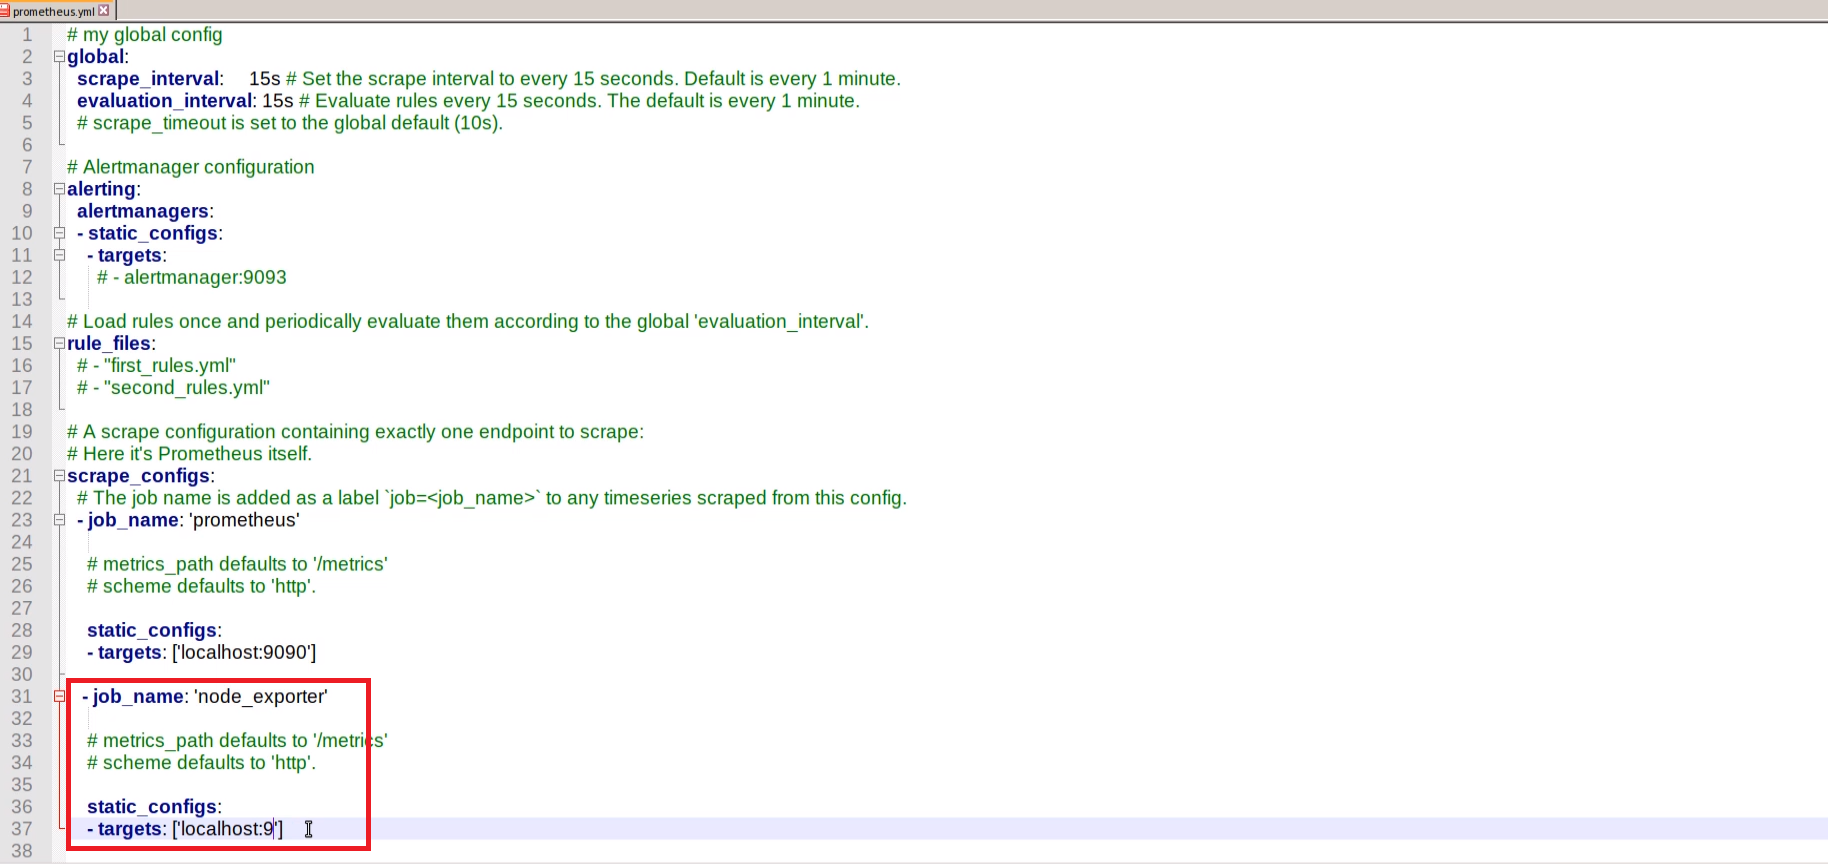 prometheus.yml
1 # my global config
2 global:
3 scrape_interval: 15s # Set the scrape interval to every 15 seconds. Default is every 1 minute.
4 evaluation_interval: 15s # Evaluate rules every 15 seconds. The default is every 1 minute.
5 # scrape_timeout is set to the global default (10s).
6
7 # Alertmanager configuration
8 alerting:
9 alertmanagers:
10 - static_configs:
11 - targets:
12 # - alertmanager:9093
13
14 # Load rules once and periodically evaluate them according to the global 'evaluation_interval'.
15 rule_files:
16 # - "first_rules.yml"
17 # - "second_rules.yml"
18
19 # A scrape configuration containing exactly one endpoint to scrape:
20 # Here it's Prometheus itself.
21 scrape_configs:
22 # The job name is added as a label `job=<job_name>` to any timeseries scraped from this config.
23 - job_name: 'prometheus'
24
25 # metrics_path defaults to '/metrics'
26 # scheme defaults to 'http'.
27
28 static_configs:
29 - targets: ['localhost:9090']
30
31 - job_name: 'node_exporter'
32
33 # metrics_path defaults to '/metrics'
34 # scheme defaults to 'http'.
35
36 static_configs:
37 - targets: ['localhost:9']
38